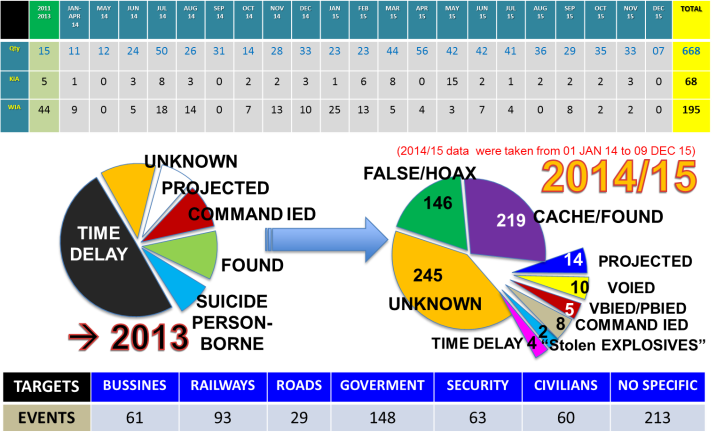 2011 2013 JAN-APR 14 MAY 14 JUN 14 JUL 14 AUG 14 SEP 14 OCT 14 NOV 14 DEC 14 JAN 15 FEB 15 MAR 15 APR 15 MAY 15 JUN 15 JUL 15 AUG 15 SEP 15 OCT 15 NOV 15 DEC 15 TOTAL
Qty 15 11 12 24 50 26 31 14 28 33 23 23 44 56 42 42 41 36 29 35 33 07 668
KIA 5 1 0 3 8 3 0 2 2 3 1 6 8 0 15 2 1 2 2 2 3 0 68
WIA 44 9 0 5 18 14 0 7 13 10 25 13 5 4 3 7 4 0 8 2 2 0 195
(2014/15 data were taken from 01 JAN 14 to 09 DEC 15)
2014/15
UNKNOWN
PROJECTED
COMMAND IED
TIME
DELAY
FOUND
SUICIDE
PERSON-
BORNE
2013
FALSE/HOAX
146
219
CACHE/FOUND
245
UNKNOWN
14 PROJECTED
10 VOIED
5 VBIED/PBIED
8 COMMAND IED
2 “Stolen EXPLOSIVES”
TIME DELAY 4
TARGETS BUSSINES RAILWAYS ROADS GOVERMENT SECURITY CIVILIANS NO SPECIFIC
EVENTS 61 93 29 148 63 60 213